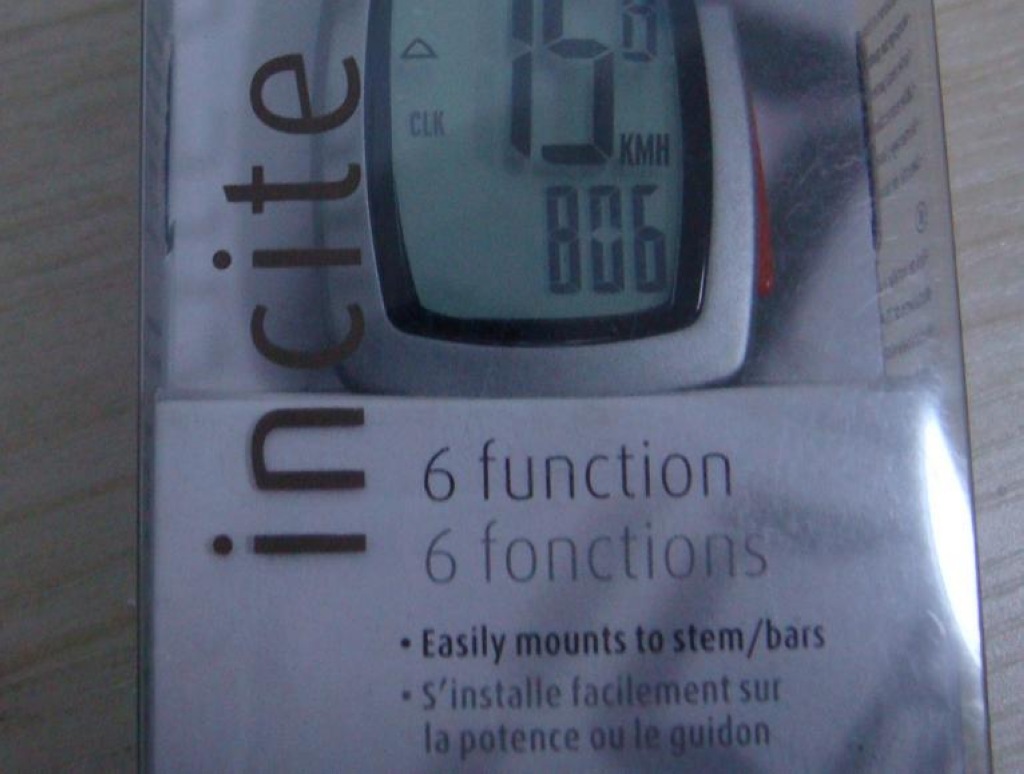 incite
CLK
15
KMH
806
6 function
6 fonctions
• Easily mounts to stem/bars
• S'installe facilement sur
la potence ou le guidon